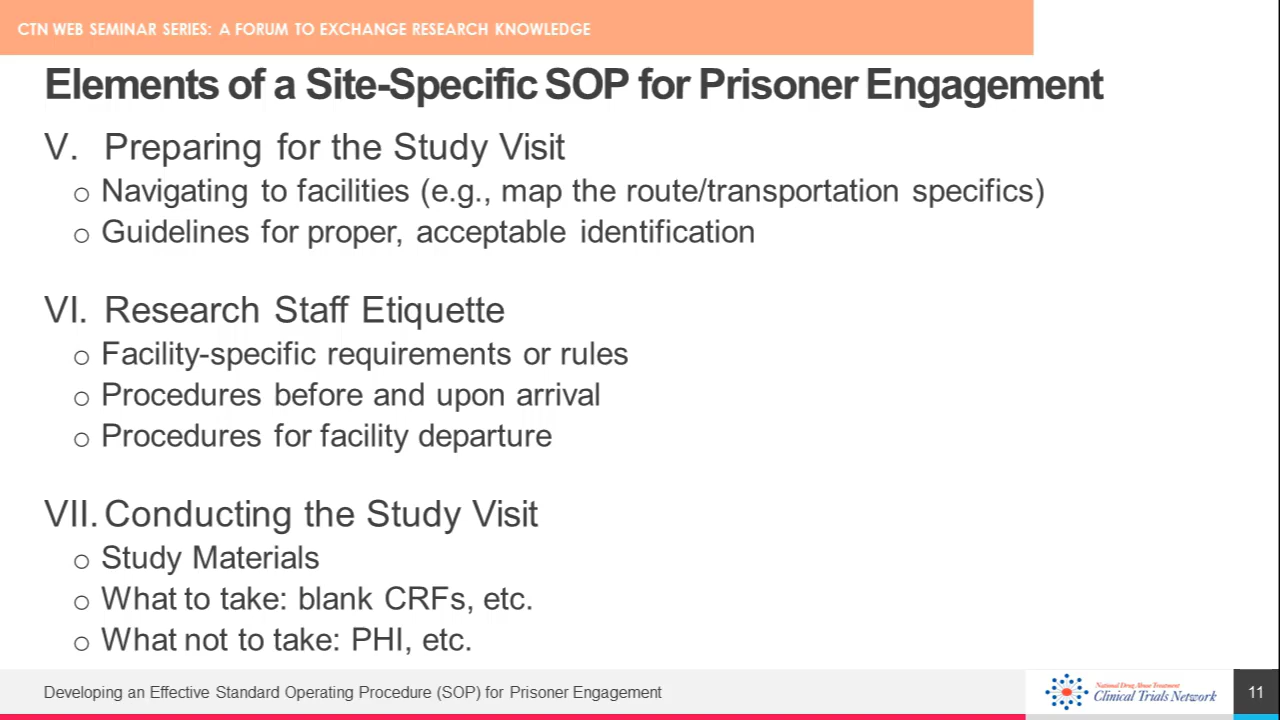 CTN WEB SEMINAR SERIES: A FORUM TO EXCHANGE RESEARCH KNOWLEDGE
Elements of a Site-Specific SOP for Prisoner Engagement
V. Preparing for the Study Visit
o Navigating to facilities (e.g., map the route/transportation specifics)
o Guidelines for proper, acceptable identification
VI. Research Staff Etiquette
o Facility-specific requirements or rules
o Procedures before and upon arrival
o Procedures for facility departure
VII. Conducting the Study Visit
o Study Materials
o What to take: blank CRFs, etc.
o What not to take: PHI, etc.
Developing an Effective Standard Operating Procedure (SOP) for Prisoner Engagement
National Drug Abuse Treatment
Clinical Trials Network
11